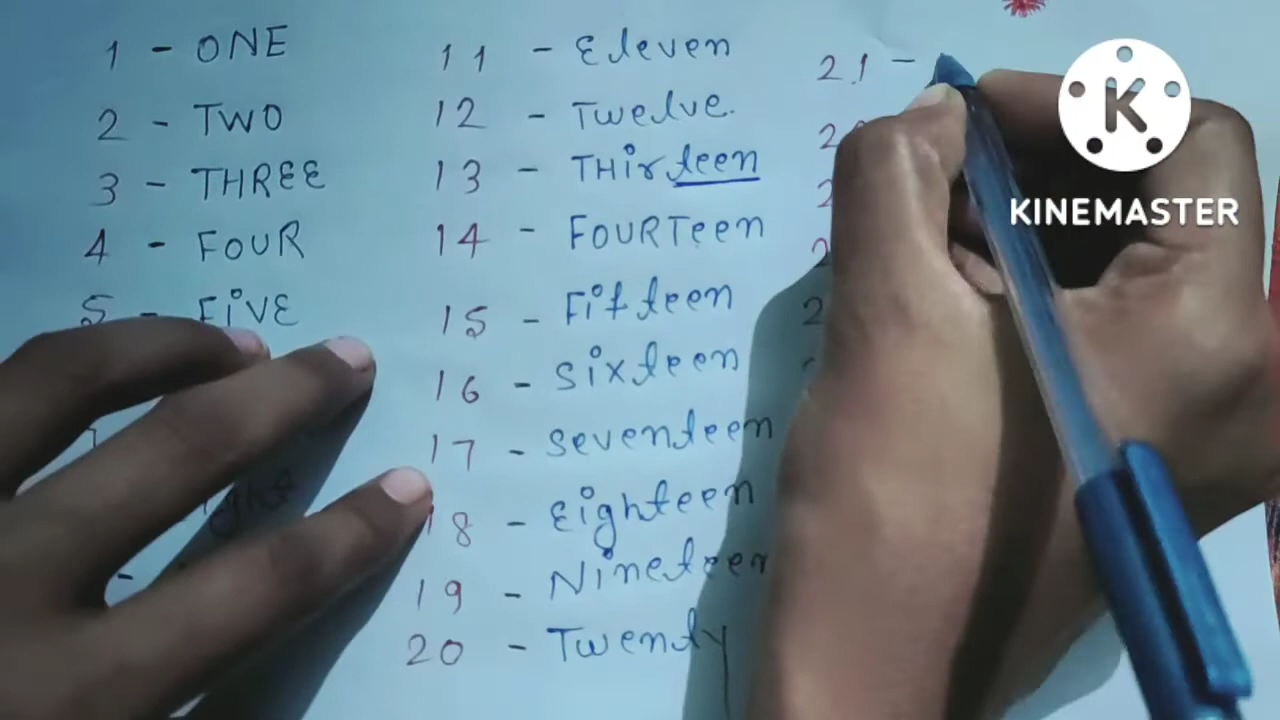 1 - ONE
2 - TWO
3 - THREE
4 - FOUR
5 - FiVE
11 - Eleven
12 - Twelve.
13 - THirteen
14 - FOURTeen
15 - Fifteen
16 - Sixteen
17 - Seventeen
18 - Eighteen
19 - Nineteen
20 - Twenty
21 -
K
KINEMASTER